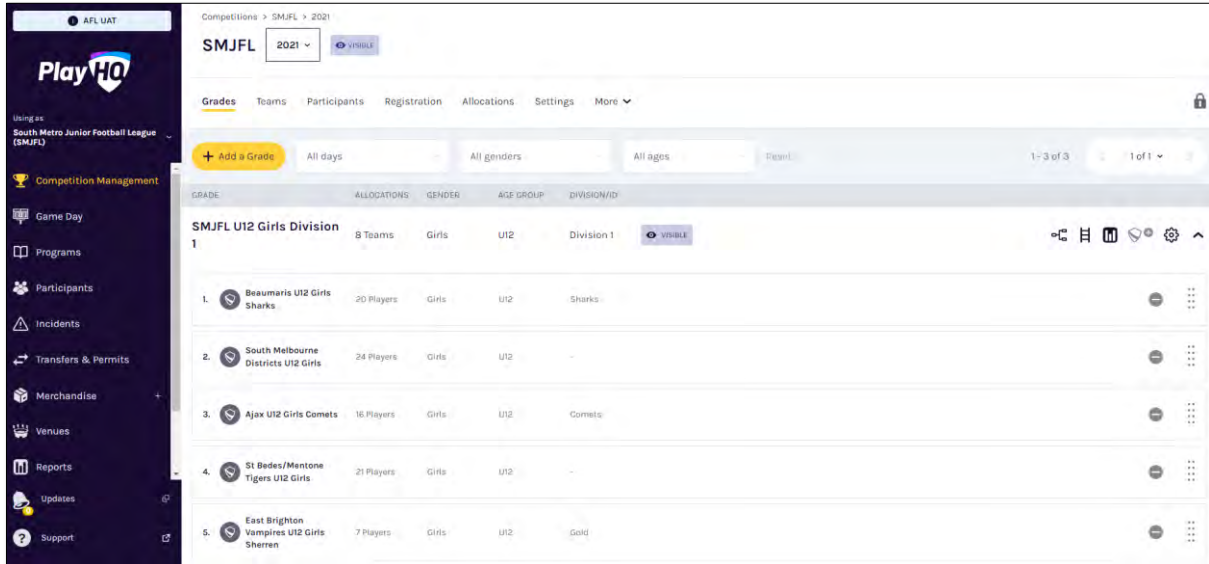 AFL UAT
PlayHQ
Using as
South Metro Junior Football League
(SMJFL)
Competition Management
Game Day
Programs
Participants
Incidents
Transfers & Permits
Merchandise +
Venues
Reports
Updates
Support
Competitions > SMJFL > 2021
SMJFL 2021 VISIBLE
Grades Teams Participants Registration Allocations Settings More
+ Add a Grade All days All genders All ages Reset 1-3 of 3 1 of 1
GRADE ALLOCATIONS GENDER AGE GROUP DIVISION/ID
SMJFL U12 Girls Division
1
8 Teams Girls U12 Division 1 VISIBLE
1. Beaumaris U12 Girls
Sharks
20 Players Girls U12 Sharks
2. South Melbourne
Districts U12 Girls
24 Players Girls U12 -
3. Ajax U12 Girls Comets 16 Players Girls U12 Comets
4. St Bedes/Mentone
Tigers U12 Girls
21 Players Girls U12 -
5. East Brighton
Vampires U12 Girls
Sherren
7 Players Girls U12 Gold